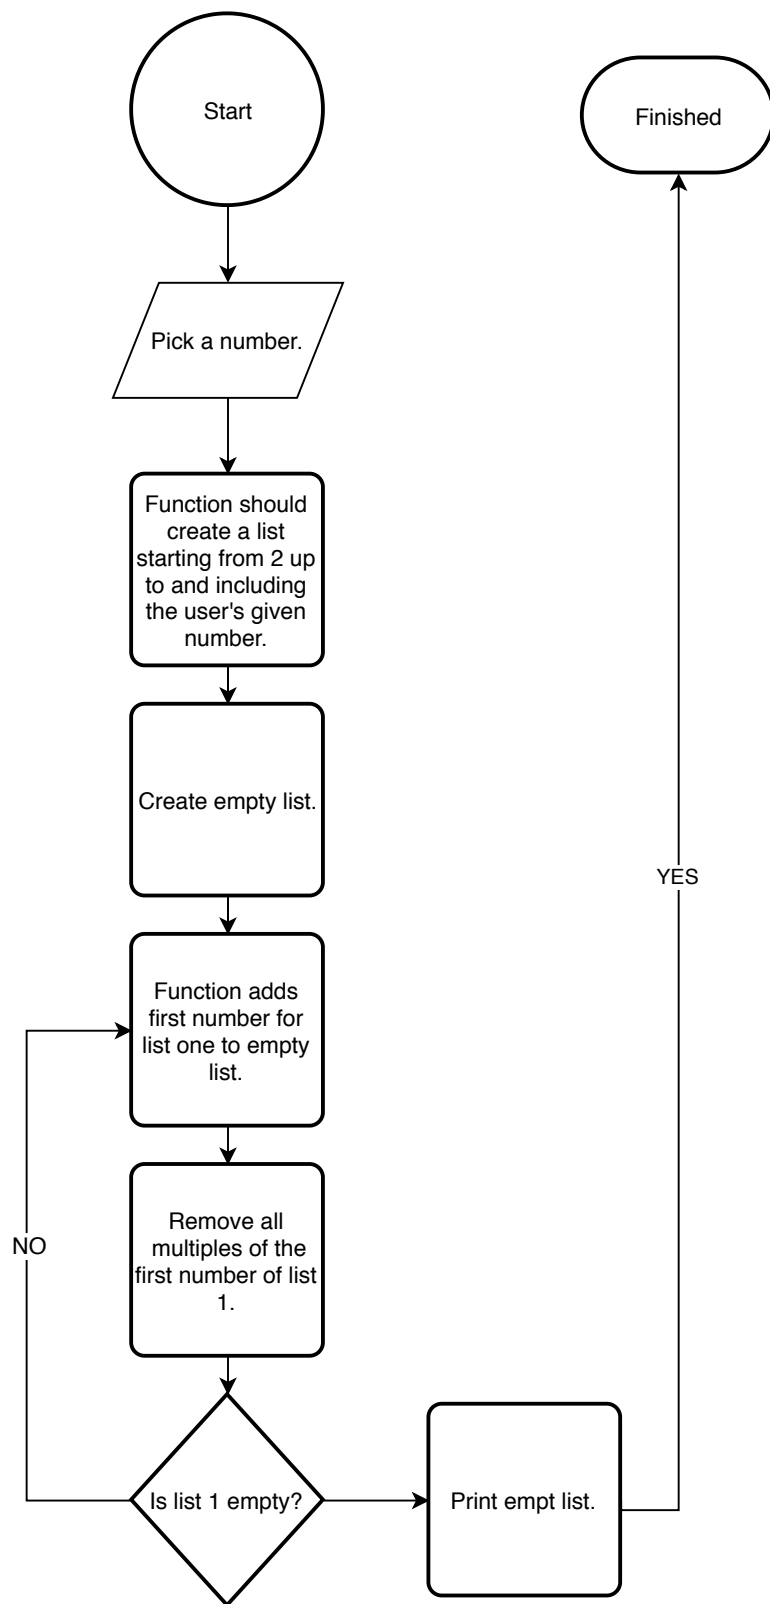 Start
Finished
Pick a number.
Function should
create a list
starting from 2 up
to and including
the user's given
number.
Create empty list.
YES
Function adds
first number for
list one to empty
list.
Remove all
multiples of the
first number of list
1.
NO
Is list 1 empty?
Print empt list.